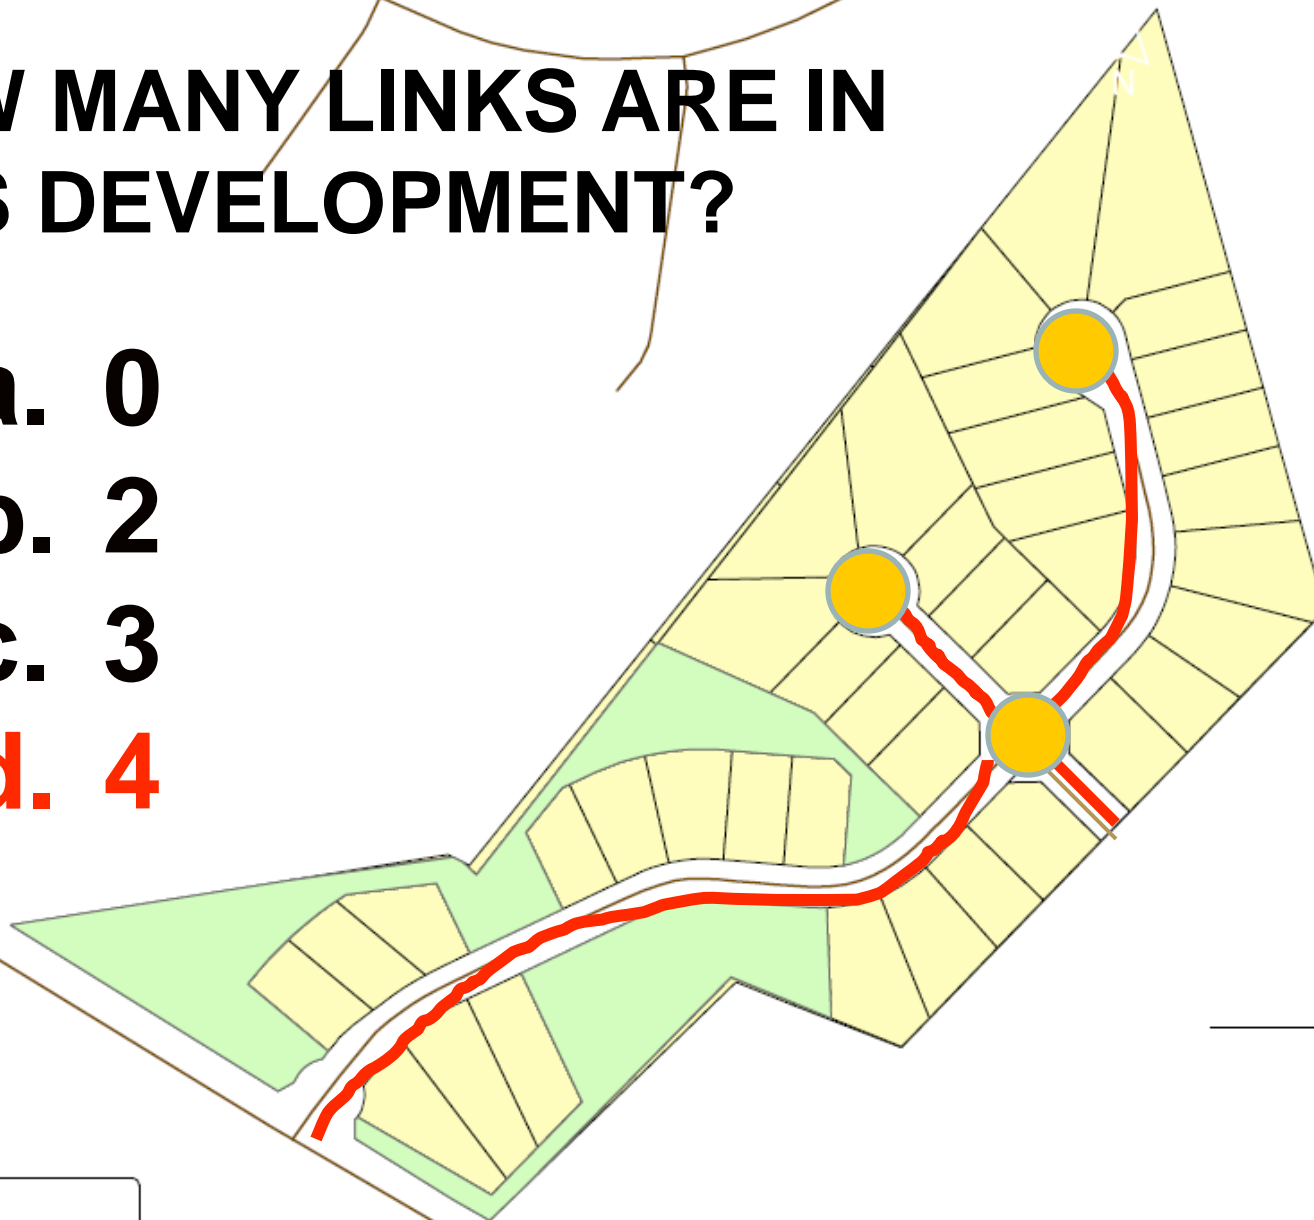 W MANY LINKS ARE IN
S DEVELOPMENT?
a. 0
b. 2
c. 3
d. 4